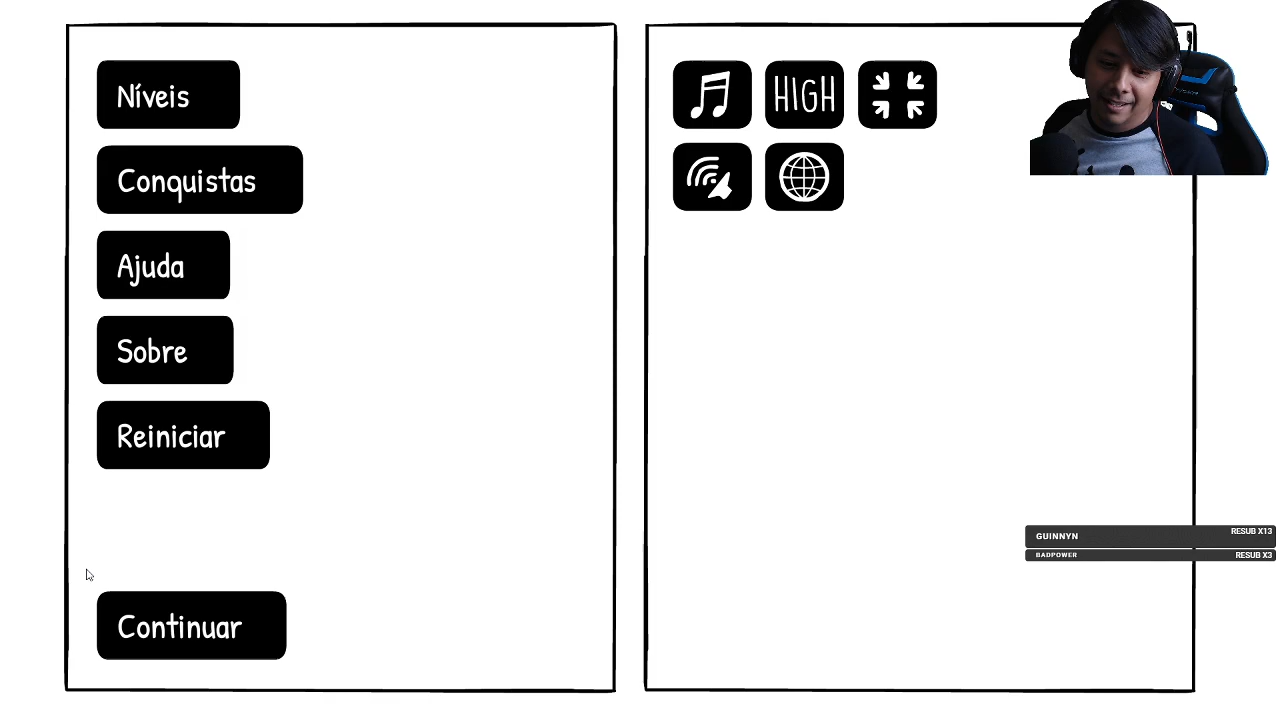 Níveis
Conquistas
Ajuda
Sobre
Reiniciar
Continuar
HIGH
GUINNYN RESUB X13
BADPOWER RESUB X3